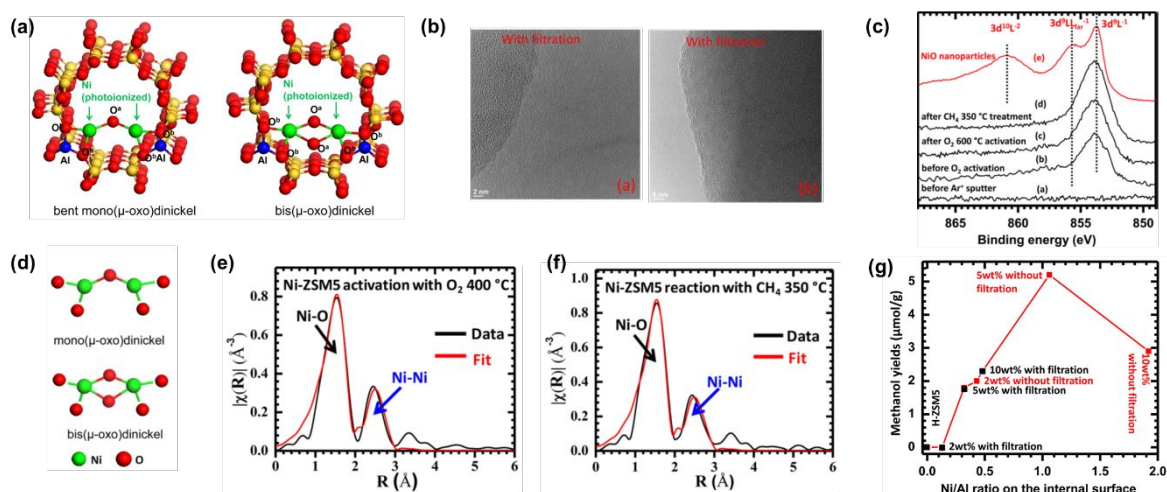 (a)
Ni
(photoionized)
Oᵃ
Oᵇ
Oᵇ
Al
OᵇAl
bent mono(μ-oxo)dinickel
Ni
(photoionized)
Oᵇ
Oᵃ
Oᵃ
Oᵇ
Al
OᵇAl
bis(μ-oxo)dinickel
(b)
With filtration
2 nm
(a)
With filtration
5 nm
(b)
(c)
3d¹⁰L⁻²
3d⁹LL_far⁻¹
3d⁹L⁻¹
NiO nanoparticles
(e)
(d)
after CH₄ 350 °C treatment
(c)
after O₂ 600 °C activation
(b)
before O₂ activation
before Ar⁺ sputter
(a)
865 860 855 850
Binding energy (eV)
(d)
mono(μ-oxo)dinickel
bis(μ-oxo)dinickel
Ni O
(e)
Ni-ZSM5 activation with O₂ 400 °C
Ni-O
Data
Fit
Ni-Ni
|χ(R)| (Å⁻³)
0.8
0.4
0.0
0 1 2 3 4 5 6
R (Å)
(f)
Ni-ZSM5 reaction with CH₄ 350 °C
Ni-O
Data
Fit
Ni-Ni
|χ(R)| (Å⁻³)
1.0
0.8
0.6
0.4
0.2
0.0
0 1 2 3 4 5 6
R (Å)
(g)
5wt% without
filtration
10wt% with filtration
2wt% without filtration
5wt% with filtration
10wt%
without filtration
H-ZSM5
2wt% with filtration
Methanol yields (μmol/g)
5
4
3
2
1
0
0.0 0.5 1.0 1.5 2.0
Ni/Al ratio on the internal surface